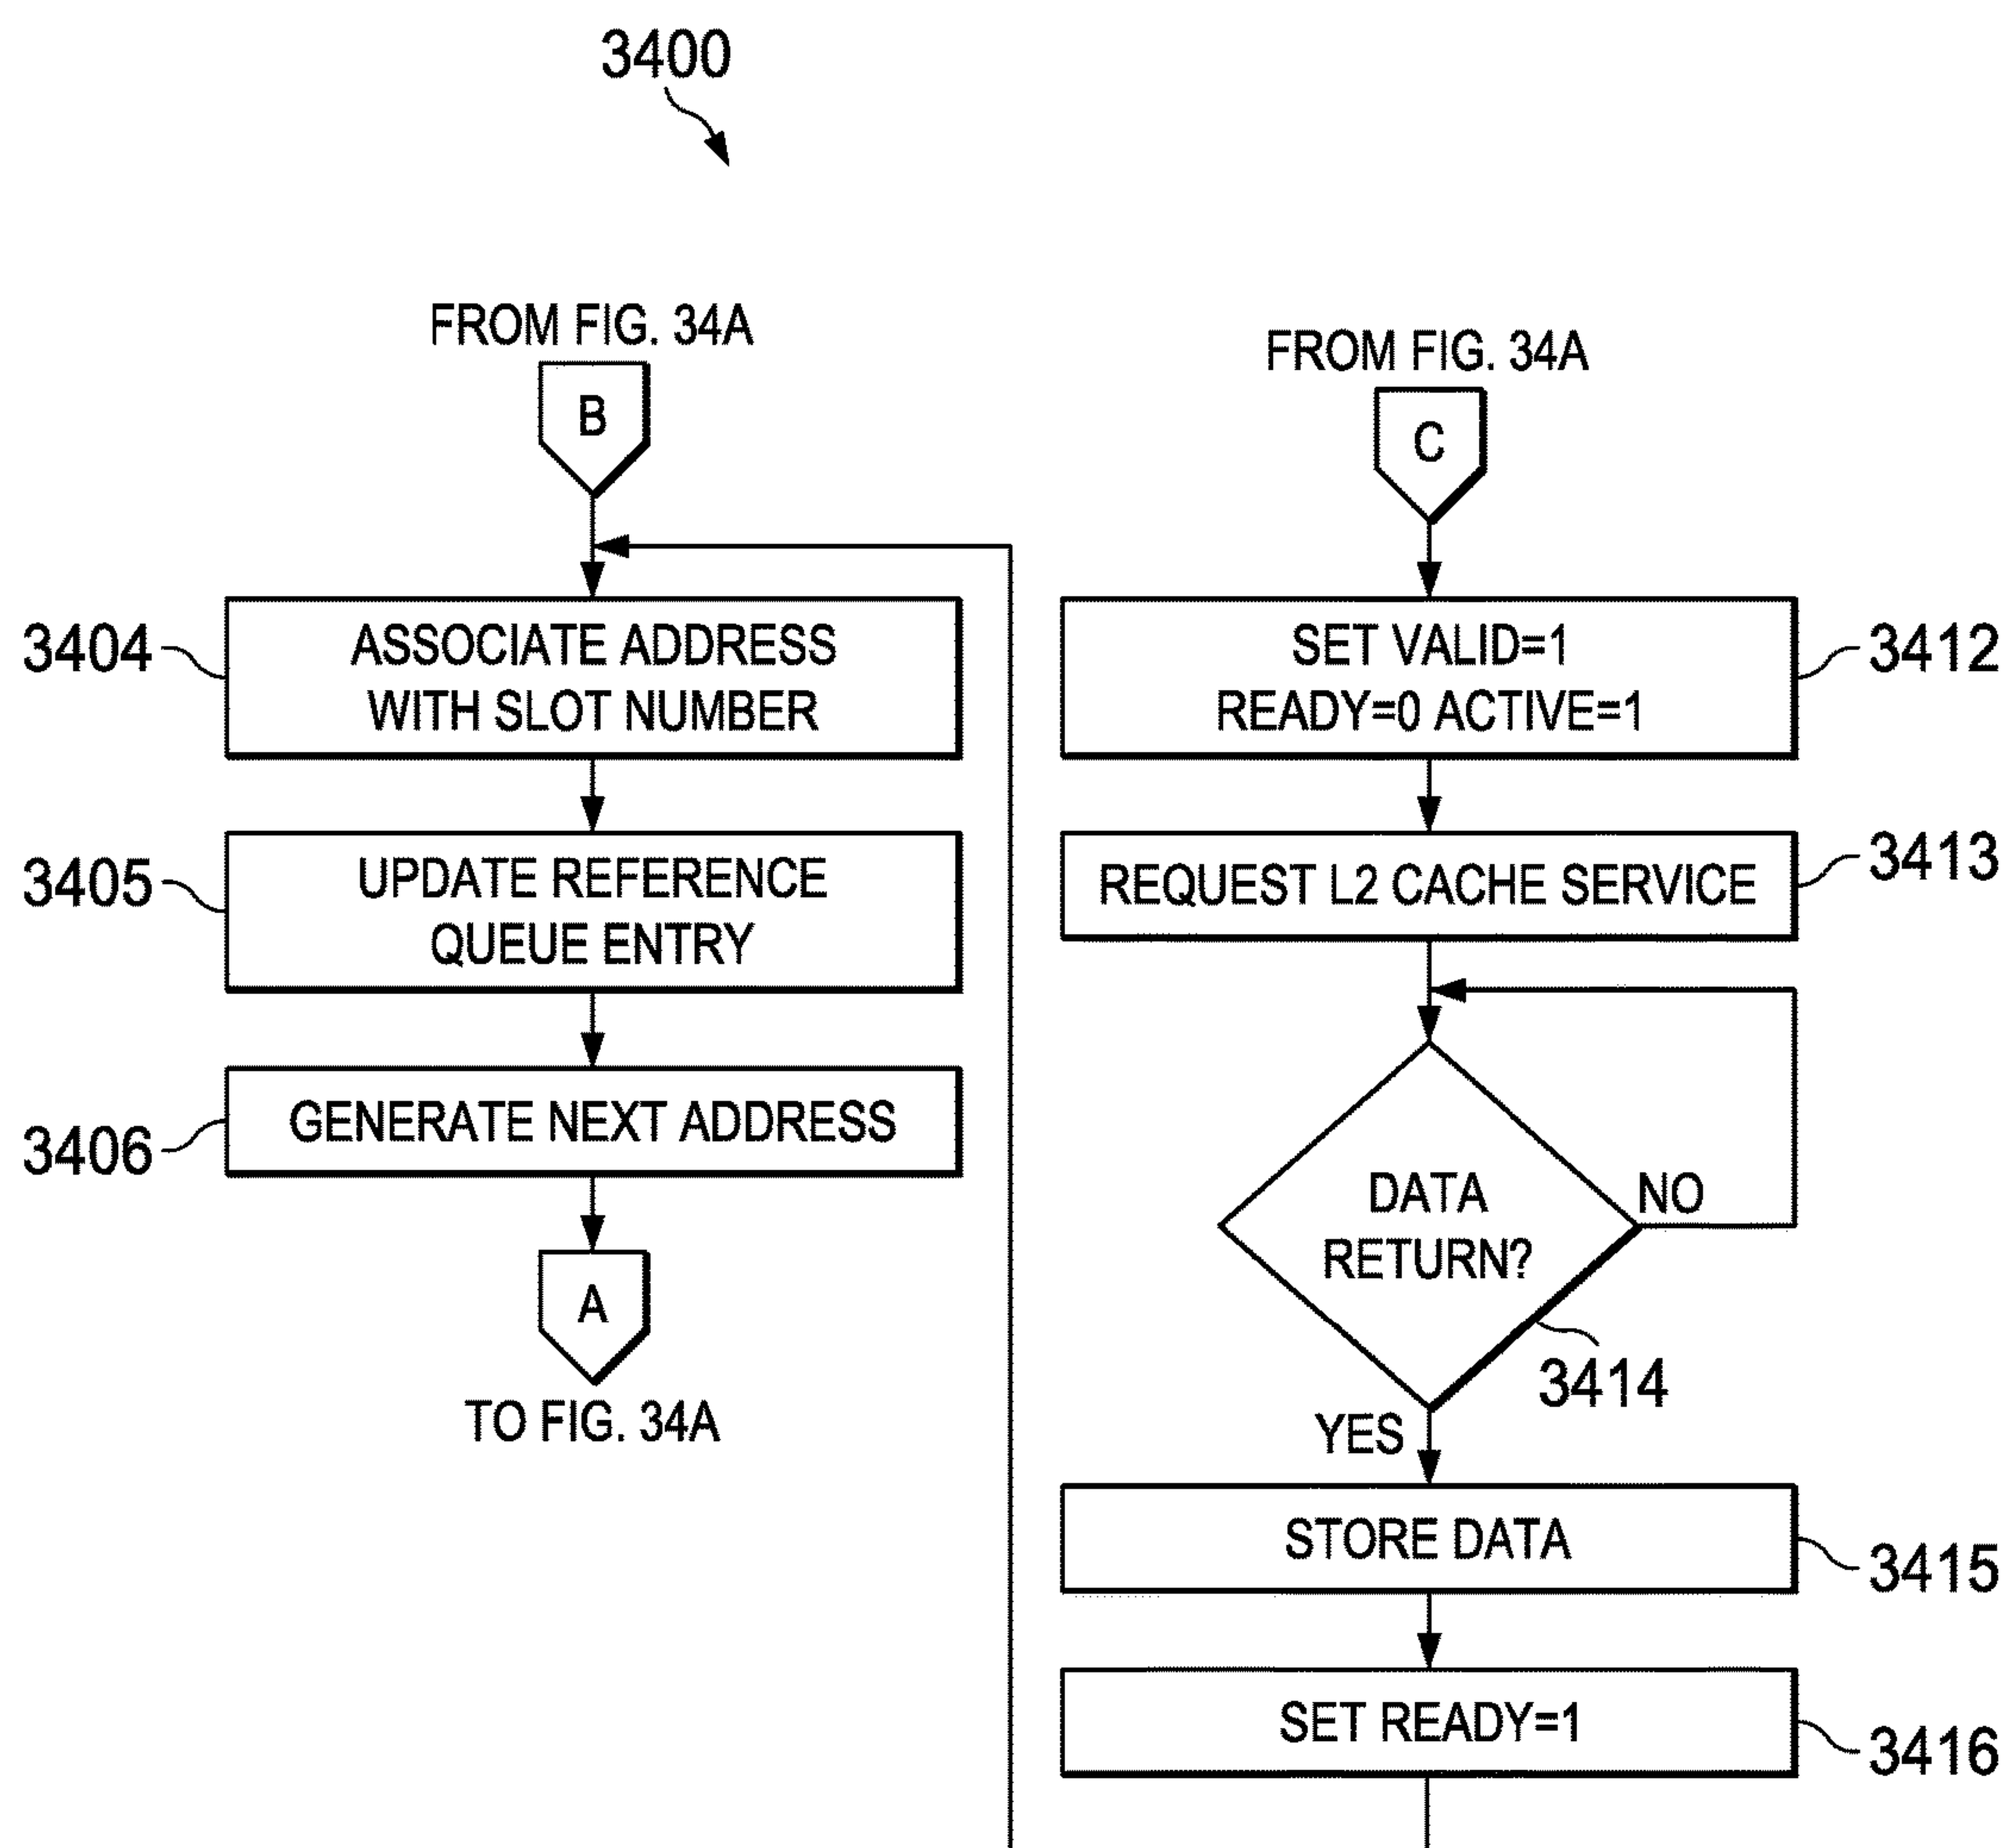 3400
FROM FIG. 34A
B
3404
ASSOCIATE ADDRESS
WITH SLOT NUMBER
3405
UPDATE REFERENCE
QUEUE ENTRY
3406
GENERATE NEXT ADDRESS
A
TO FIG. 34A
FROM FIG. 34A
C
SET VALID=1
READY=0 ACTIVE=1
3412
REQUEST L2 CACHE SERVICE
3413
DATA
RETURN?
NO
3414
YES
STORE DATA
3415
SET READY=1
3416